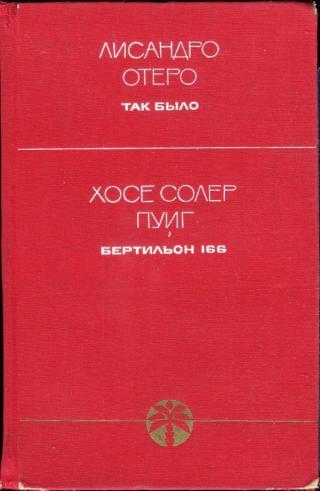 ЛИСАНДРО
ОТЕРО
ТАК БЫЛО
ХОСЕ СОЛЕР
ПУИГ
БЕРТИЛЬОН 166